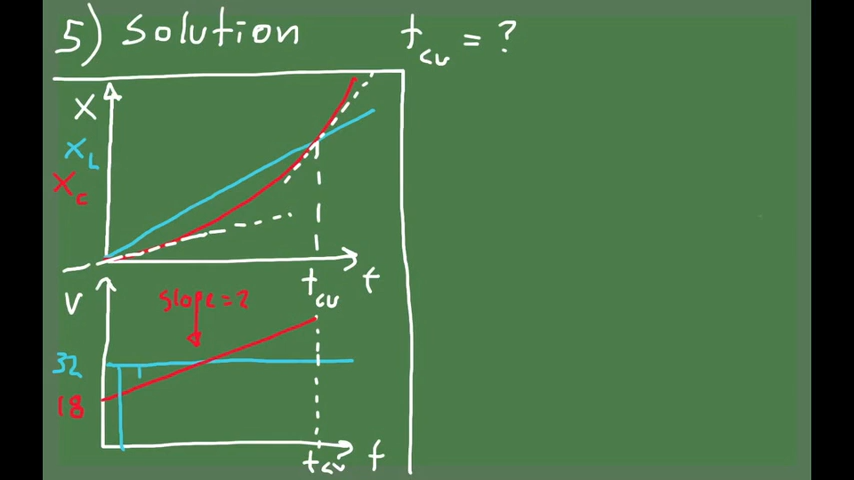 5) Solution
t_cu = ?
X
X_L
X_c
t_cu
t
V
slope = 2
32
18
t_cu
t